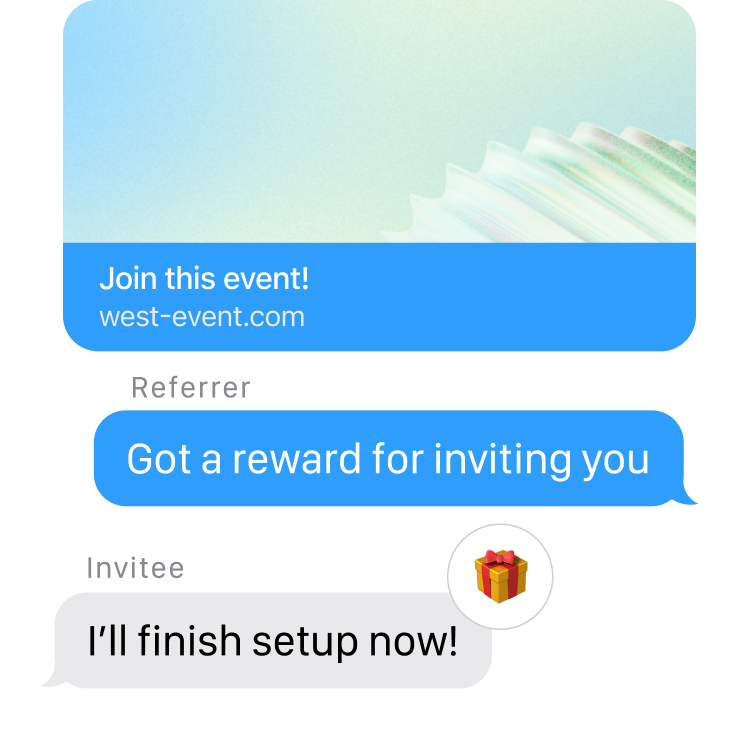 Join this event!
west-event.com
Referrer
Got a reward for inviting you
Invitee
I’ll finish setup now!